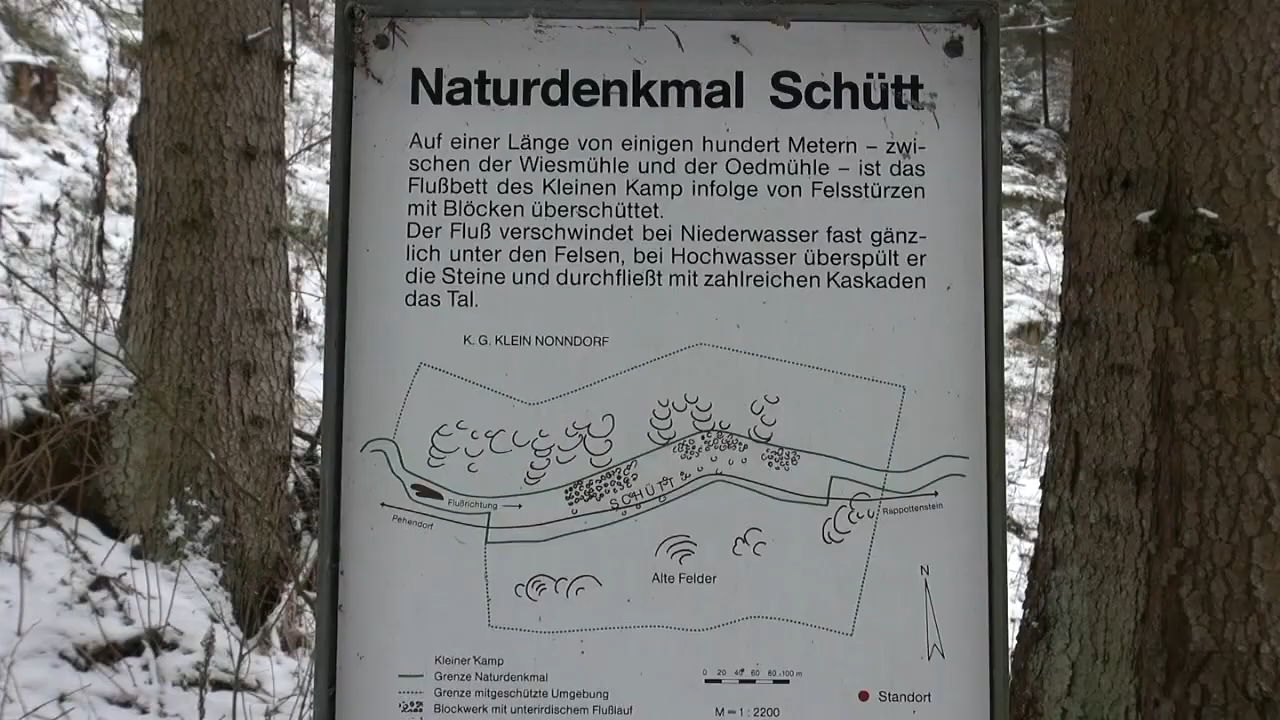 Naturdenkmal Schütt
Auf einer Länge von einigen hundert Metern – zwi-
schen der Wiesmühle und der Oedmühle – ist das
Flußbett des Kleinen Kamp infolge von Felsstürzen
mit Blöcken überschüttet.
Der Fluß verschwindet bei Niederwasser fast gänz-
lich unter den Felsen, bei Hochwasser überspült er
die Steine und durchfließt mit zahlreichen Kaskaden
das Tal.
K. G. KLEIN NONNDORF
SCHÜTT
Flußrichtung
Pehendorf
Rappottenstein
Alte Felder
N
Kleiner Kamp
Grenze Naturdenkmal
Grenze mitgeschützte Umgebung
Blockwerk mit unterirdischem Flußlauf
0 20 40 60 80 100 m
M = 1 : 2200
Standort